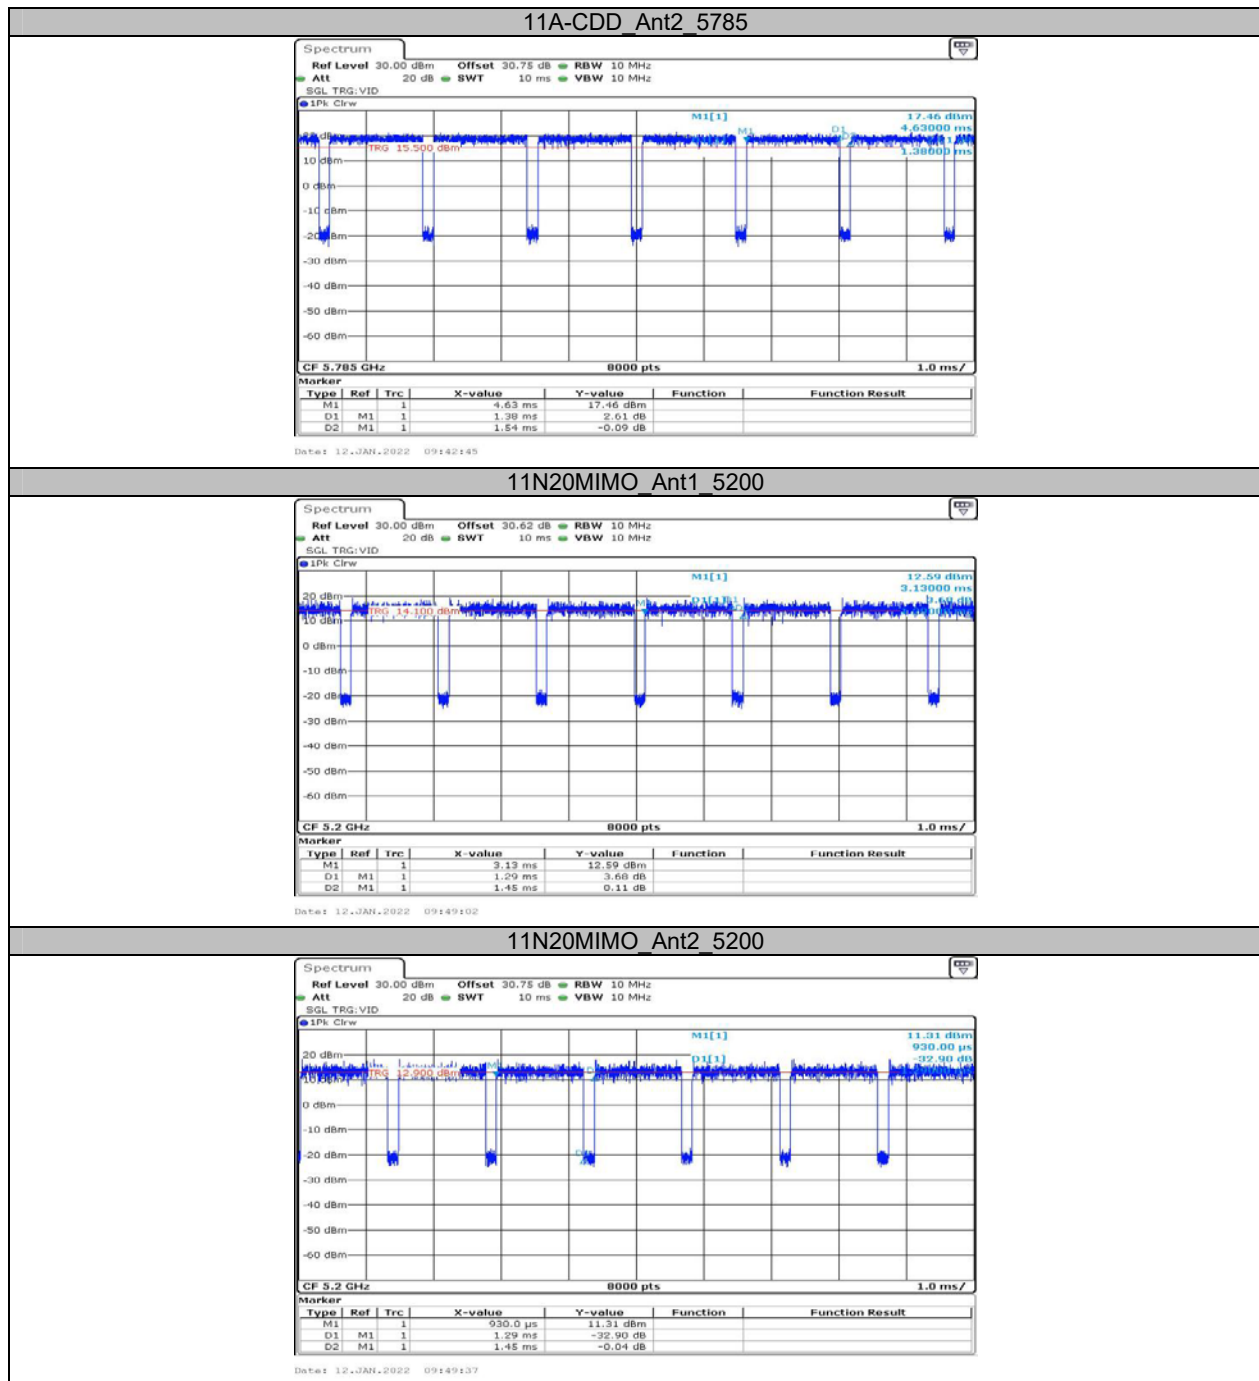 11A-CDD_Ant2_5785
Spectrum
Ref Level 30.00 dBm Offset 30.75 dB RBW 10 MHz
Att 20 dB SWT 10 ms VBW 10 MHz
SGL TRG:VID
1Pk Clrw
M1[1] 17.46 dBm
4.63000 ms
M1 D1
1.38000 ms
TRG 15.500 dBm
10 dBm
0 dBm
-10 dBm
-20 dBm
-30 dBm
-40 dBm
-50 dBm
-60 dBm
CF 5.785 GHz 8000 pts 1.0 ms/
Marker
Type Ref Trc X-value Y-value Function Function Result
M1 1 4.63 ms 17.46 dBm
D1 M1 1 1.38 ms 2.61 dB
D2 M1 1 1.54 ms -0.09 dB
Date: 12.JAN.2022 09:42:45
11N20MIMO_Ant1_5200
Spectrum
Ref Level 30.00 dBm Offset 30.62 dB RBW 10 MHz
Att 20 dB SWT 10 ms VBW 10 MHz
SGL TRG:VID
1Pk Clrw
M1[1] 12.59 dBm
3.13000 ms
20 dBm D1[1] 3.68 dB
TRG 14.100 dBm
10 dBm
0 dBm
-10 dBm
-20 dBm
-30 dBm
-40 dBm
-50 dBm
-60 dBm
CF 5.2 GHz 8000 pts 1.0 ms/
Marker
Type Ref Trc X-value Y-value Function Function Result
M1 1 3.13 ms 12.59 dBm
D1 M1 1 1.29 ms 3.68 dB
D2 M1 1 1.45 ms 0.11 dB
Date: 12.JAN.2022 09:49:02
11N20MIMO_Ant2_5200
Spectrum
Ref Level 30.00 dBm Offset 30.75 dB RBW 10 MHz
Att 20 dB SWT 10 ms VBW 10 MHz
SGL TRG:VID
1Pk Clrw
M1[1] 11.31 dBm
930.00 µs
20 dBm D1[1] -32.90 dB
TRG 12.900 dBm
10 dBm
0 dBm
-10 dBm
-20 dBm
-30 dBm
-40 dBm
-50 dBm
-60 dBm
CF 5.2 GHz 8000 pts 1.0 ms/
Marker
Type Ref Trc X-value Y-value Function Function Result
M1 1 930.0 µs 11.31 dBm
D1 M1 1 1.29 ms -32.90 dB
D2 M1 1 1.45 ms -0.04 dB
Date: 12.JAN.2022 09:49:37